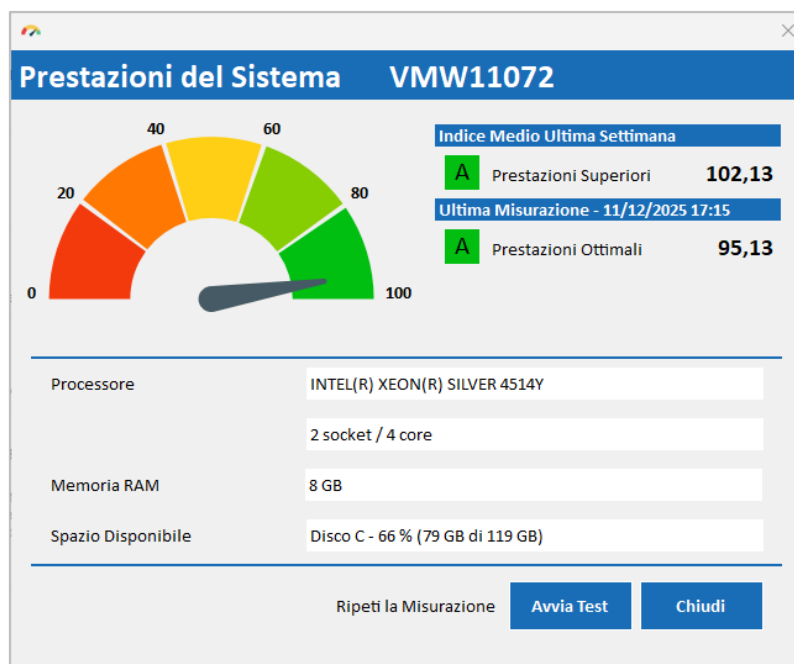 Prestazioni del Sistema VMW11072
40 60
20 80
0 100
Indice Medio Ultima Settimana
A Prestazioni Superiori 102,13
Ultima Misurazione - 11/12/2025 17:15
A Prestazioni Ottimali 95,13
Processore INTEL(R) XEON(R) SILVER 4514Y
2 socket / 4 core
Memoria RAM 8 GB
Spazio Disponibile Disco C - 66 % (79 GB di 119 GB)
Ripeti la Misurazione Avvia Test Chiudi